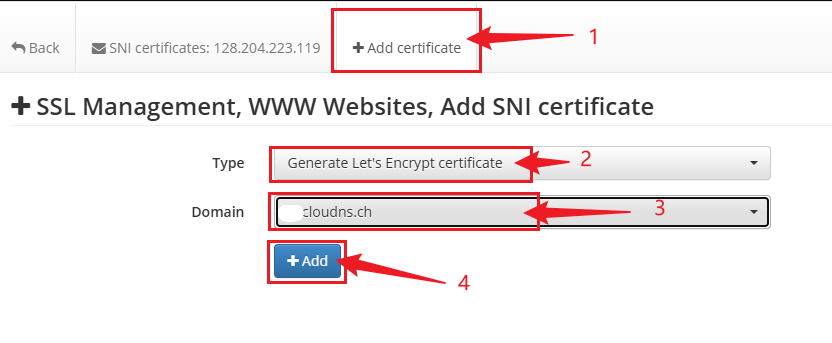 Back
SNI certificates: 128.204.223.119
Add certificate
1
SSL Management, WWW Websites, Add SNI certificate
Type
Generate Let's Encrypt certificate
2
Domain
cloudns.ch
3
Add
4